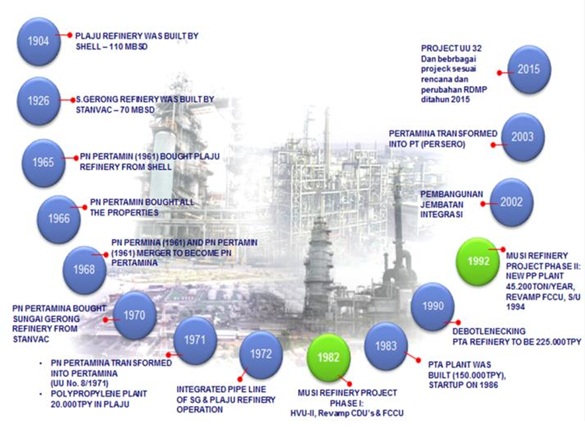 1904
PLAJU REFINERY WAS BUILT BY
SHELL – 110 MBSD
1926
S.GERONG REFINERY WAS BUILT BY
STANVAC – 70 MBSD
1965
PN PERTAMIN (1961) BOUGHT PLAJU
REFINERY FROM SHELL
1966
PN PERTAMIN BOUGHT ALL
THE PROPERTIES
1968
PN PERMINA (1961) AND PN PERTAMIN
(1961) MERGER TO BECOME PN
PERTAMINA
1970
PN PERTAMINA BOUGHT
SUNGAI GERONG
REFINERY FROM
STANVAC
1971
• PN PERTAMINA TRANSFORMED
INTO PERTAMINA
(UU No. 8/1971)
• POLYPROPYLENE PLANT
20.000TPY IN PLAJU
1972
INTEGRATED PIPE LINE
OF SG & PLAJU REFINERY
OPERATION
1982
MUSI REFINERY PROJECT
PHASE I:
HVU-II, Revamp CDU's & FCCU
1983
PTA PLANT WAS
BUILT (150.000TPY),
STARTUP ON 1986
1990
DEBOTLENECKING
PTA REFINERY TO BE 225.000TPY
1992
MUSI REFINERY
PROJECT PHASE II:
NEW PP PLANT
45.200TON/YEAR,
REVAMP FCCU, S/U
1994
2002
PEMBANGUNAN
JEMBATAN
INTEGRASI
2003
PERTAMINA TRANSFORMED
INTO PT (PERSERO)
2015
PROJECT UU 32
Dan bebrbagai
projeck sesuai
rencana dan
perubahan RDMP
ditahun 2015